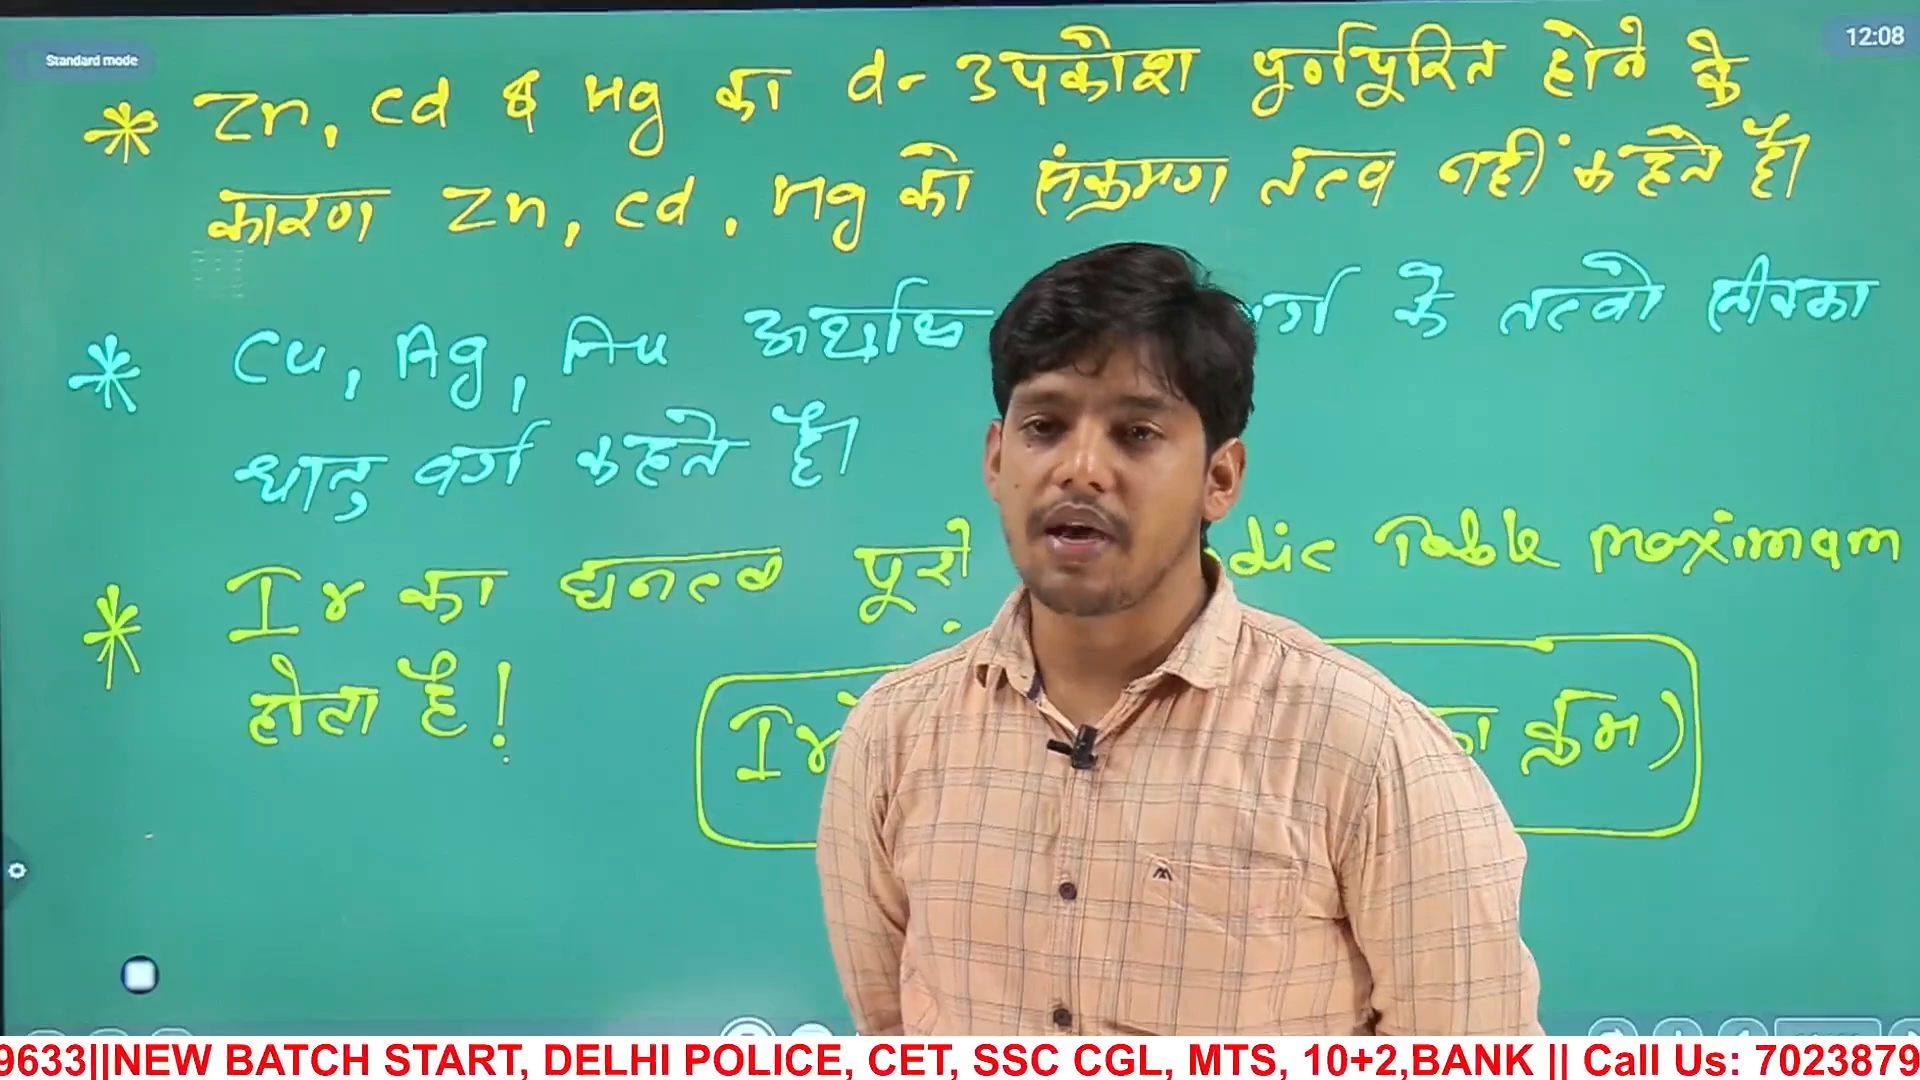 Standard mode
12:08
* Zn, Cd & Hg का d- उपकोश पूर्णपूरित होने के
कारण Zn, Cd, Hg को संक्रमण तत्व नहीं कहते है।
* Cu, Ag, Au अर्थात के तत्वो सीक्का
धातु वर्ग कहते है।
* Ir का घनत्व पूरी dic Table maximam
होता है!
Ir का क्रम)
9633||NEW BATCH START, DELHI POLICE, CET, SSC CGL, MTS, 10+2,BANK || Call Us: 7023879